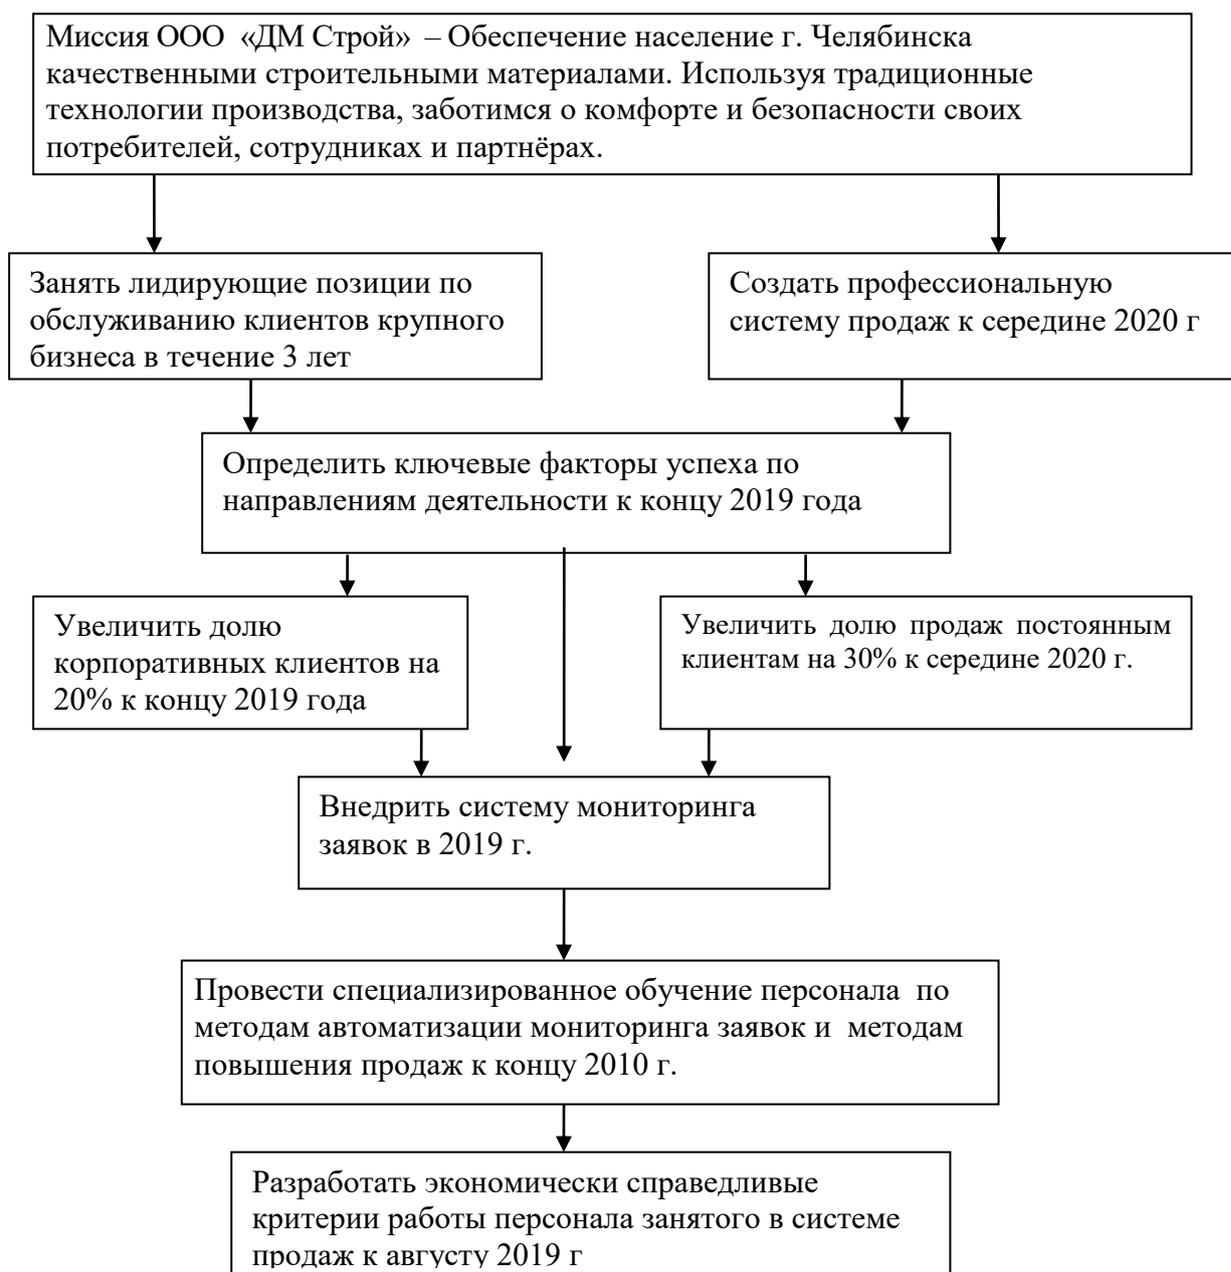 Миссия ООО «ДМ Строй» – Обеспечение население г. Челябинска
качественными строительными материалами. Используя традиционные
технологии производства, заботимся о комфорте и безопасности своих
потребителей, сотрудниках и партнёрах.
Занять лидирующие позиции по
обслуживанию клиентов крупного
бизнеса в течение 3 лет
Создать профессиональную
систему продаж к середине 2020 г
Определить ключевые факторы успеха по
направлениям деятельности к концу 2019 года
Увеличить долю
корпоративных клиентов на
20% к концу 2019 года
Увеличить долю продаж постоянным
клиентам на 30% к середине 2020 г.
Внедрить систему мониторинга
заявок в 2019 г.
Провести специализированное обучение персонала по
методам автоматизации мониторинга заявок и методам
повышения продаж к концу 2010 г.
Разработать экономически справедливые
критерии работы персонала занятого в системе
продаж к августу 2019 г